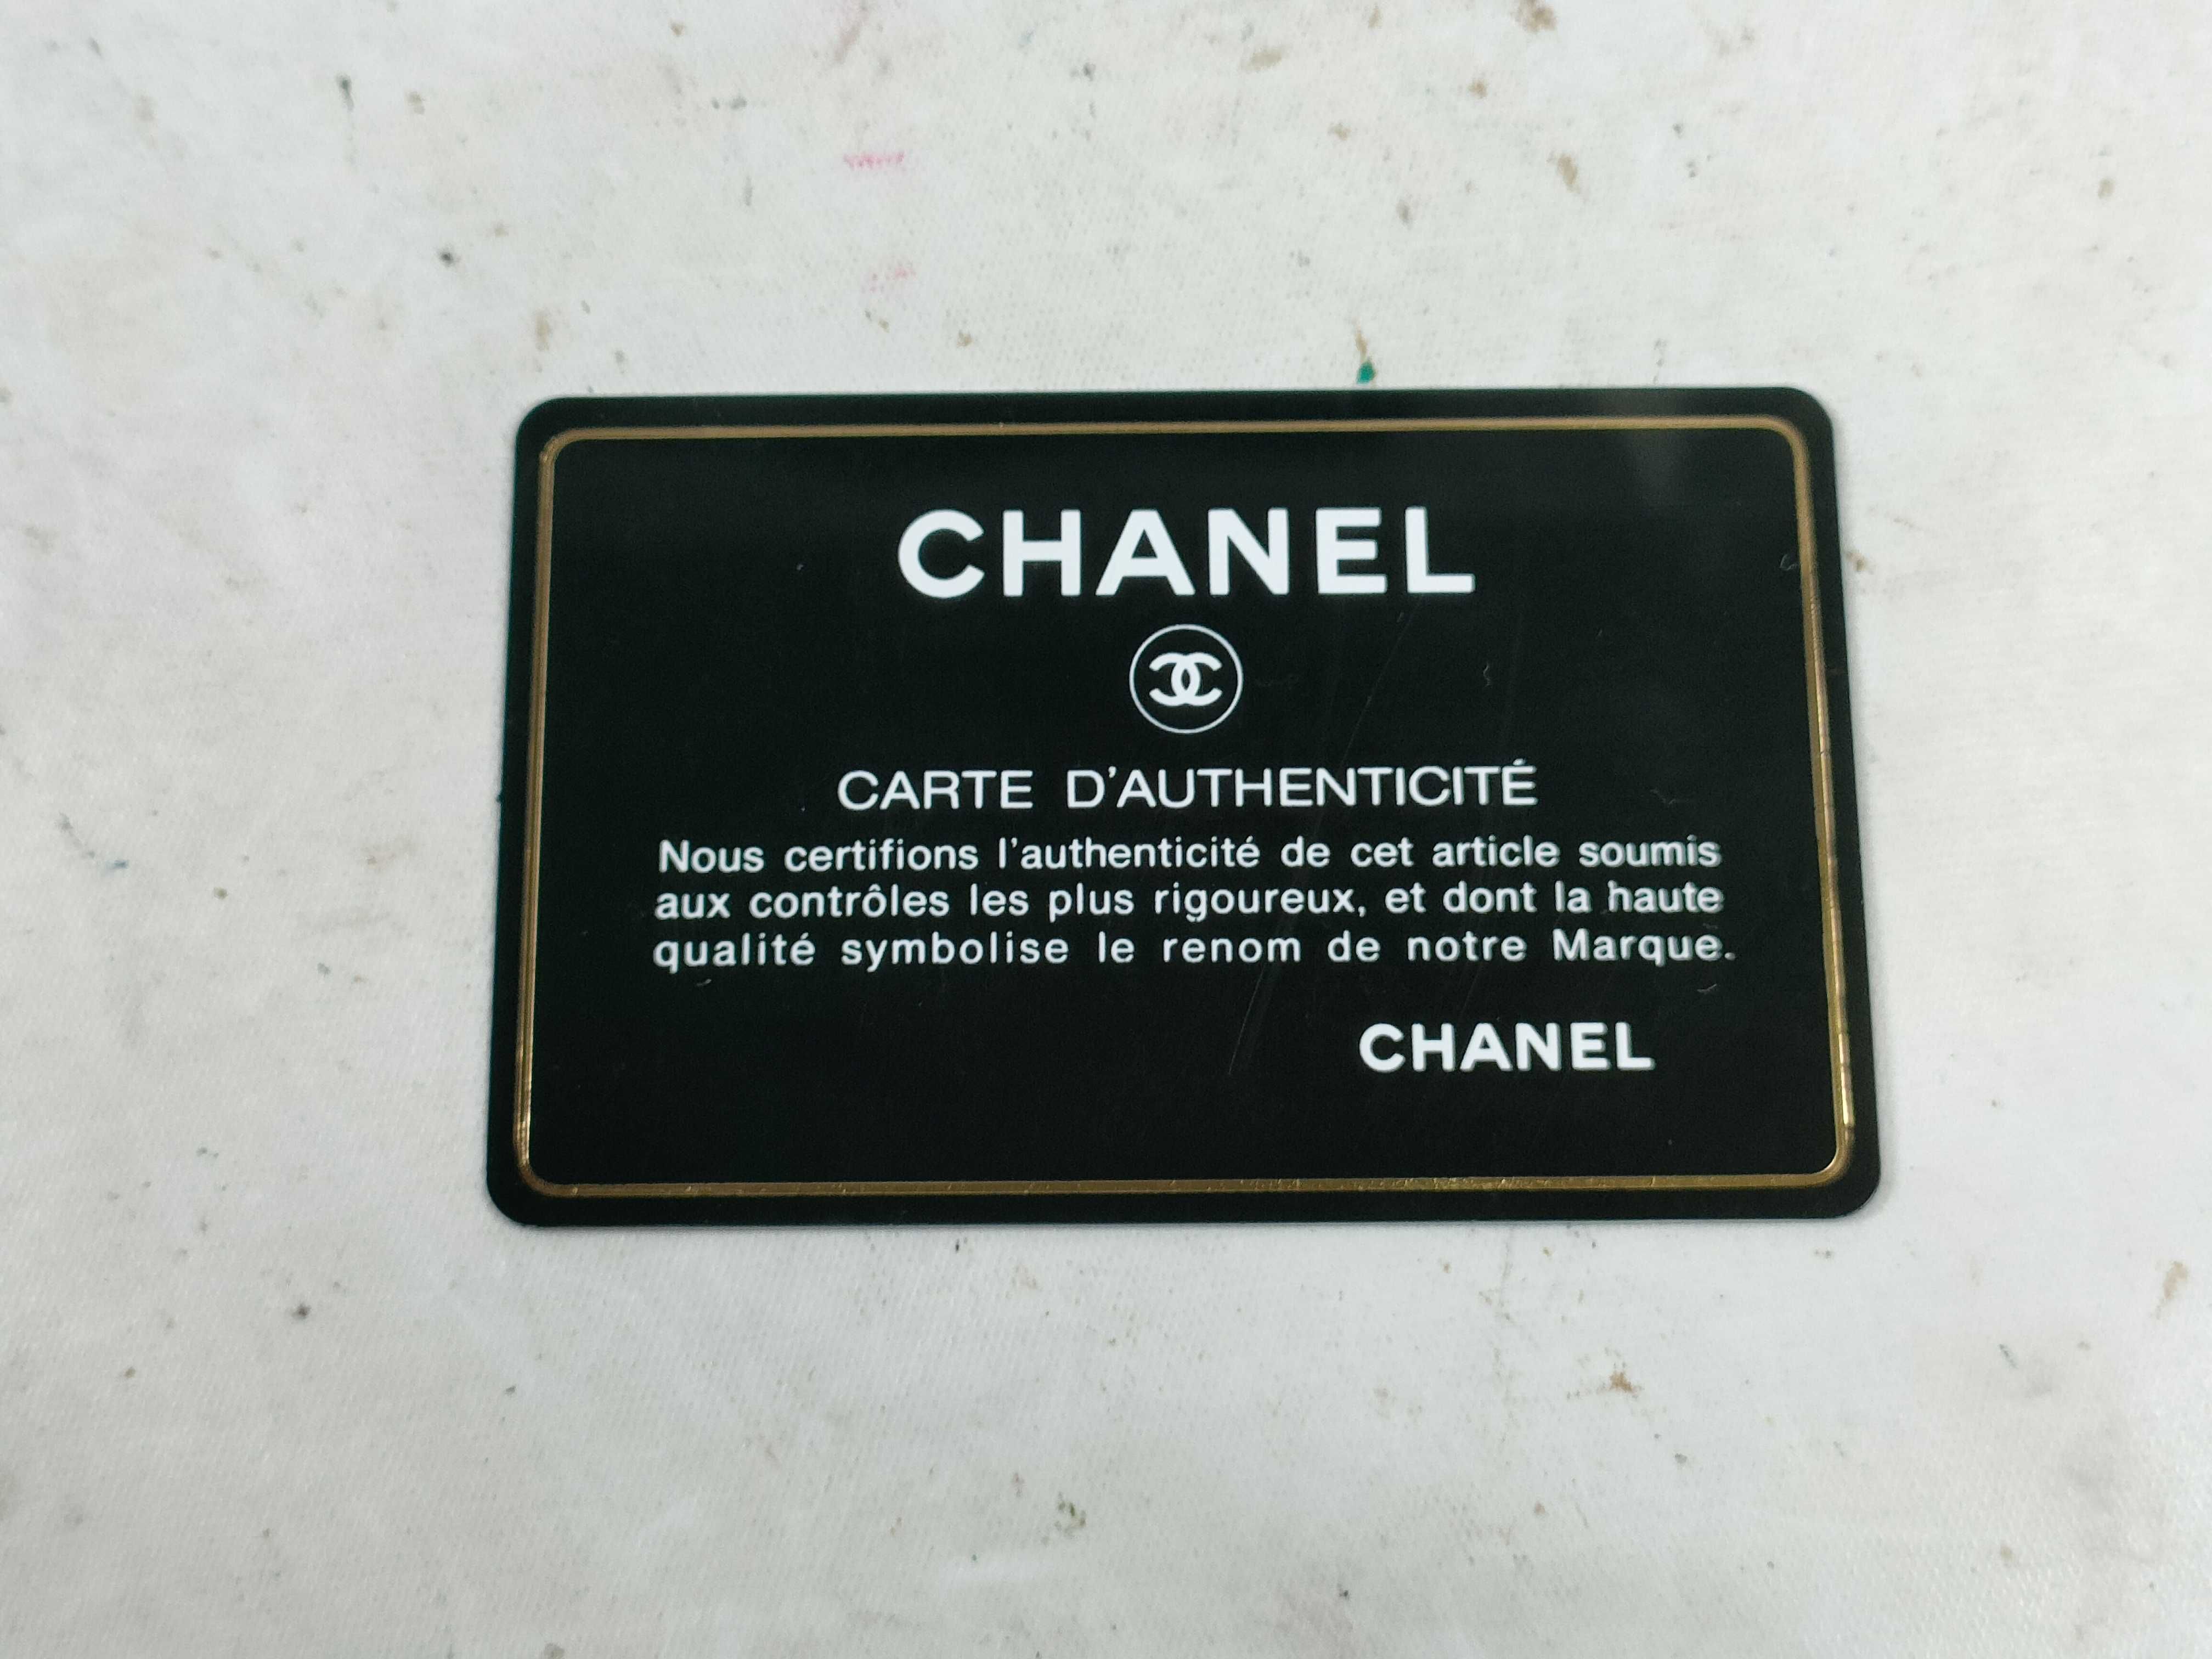 CHANEL
CARTE D'AUTHENTICITÉ
Nous certifions l'authenticité de cet article soumis
aux contrôles les plus rigoureux, et dont la haute
qualité symbolise le renom de notre Marque.
CHANEL